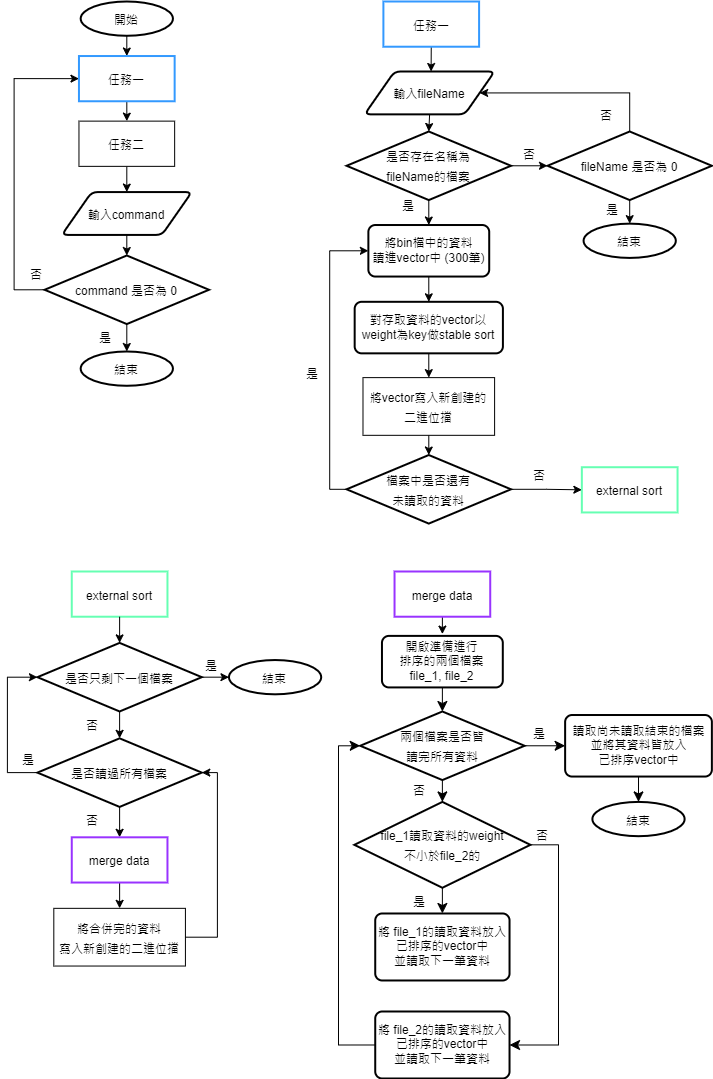 開始
任務一
任務二
輸入command
否
command 是否為 0
是
結束
任務一
輸入fileName
否
是否存在名稱為
fileName的檔案
否
fileName 是否為 0
是
是
結束
將bin檔中的資料
讀進vector中 (300筆)
對存取資料的vector以
weight為key做stable sort
是
將vector寫入新創建的
二進位擋
檔案中是否還有
未讀取的資料
否
external sort
external sort
是否只剩下一個檔案
是
結束
否
是
是否讀過所有檔案
否
merge data
將合併完的資料
寫入新創建的二進位擋
merge data
開啟準備進行
排序的兩個檔案
file_1, file_2
兩個檔案是否皆
讀完所有資料
是
讀取尚未讀取結束的檔案
並將其資料皆放入
已排序vector中
結束
否
file_1讀取資料的weight
不小於file_2的
否
是
將 file_1的讀取資料放入
已排序的vector中
並讀取下一筆資料
將 file_2的讀取資料放入
已排序的vector中
並讀取下一筆資料